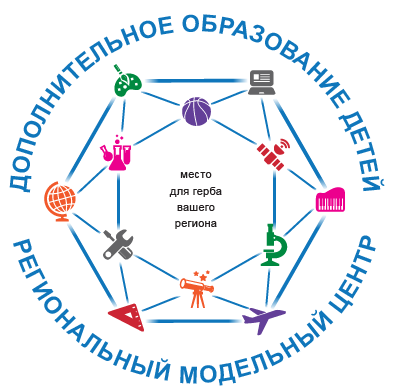 ДОПОЛНИТЕЛЬНОЕ ОБРАЗОВАНИЕ ДЕТЕЙ
место
для герба
вашего
региона
РЕГИОНАЛЬНЫЙ МОДЕЛЬНЫЙ ЦЕНТР